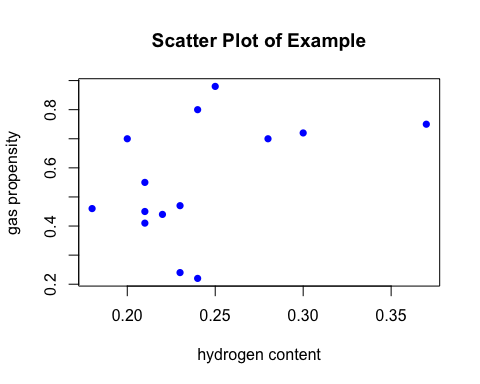 Scatter Plot of Example
gas propensity
0.8
0.6
0.4
0.2
0.20 0.25 0.30 0.35
hydrogen content